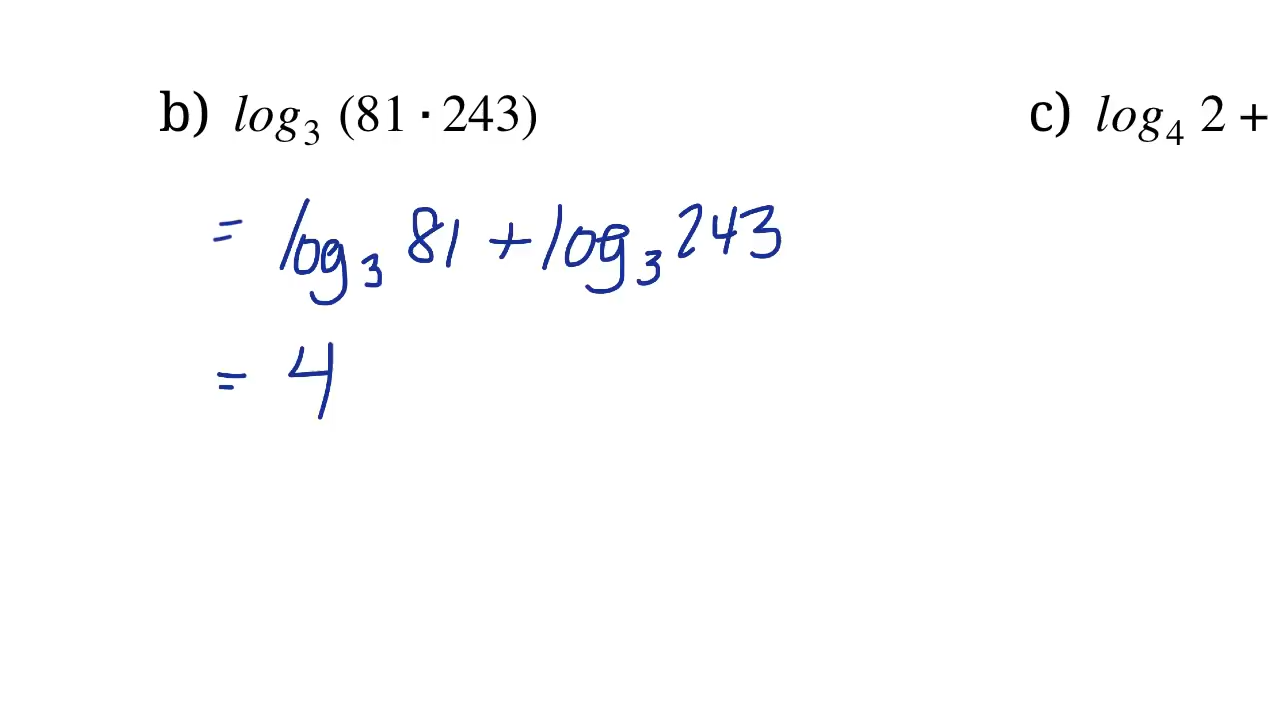 b) log₃ (81 · 243)
c) log₄ 2 +
= log₃ 81 + log₃ 243
= 4